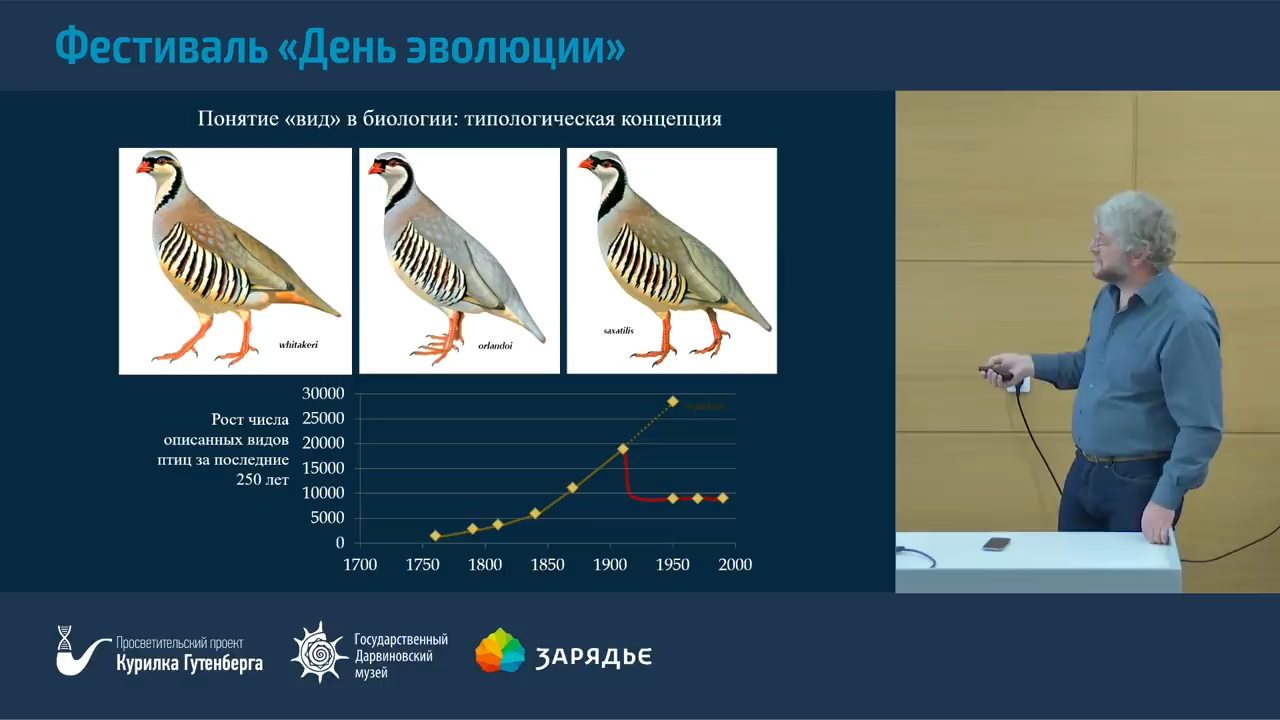 Фестиваль «День эволюции»
Понятие «вид» в биологии: типологическая концепция
whitakeri
orlandoi
saxatilis
Рост числа
описанных видов
птиц за последние
250 лет
30000
25000
20000
15000
10000
5000
0
1700 1750 1800 1850 1900 1950 2000
Просветительский проект
Курилка Гутенберга
Государственный
Дарвиновский
музей
ЗАРЯДЬЕ